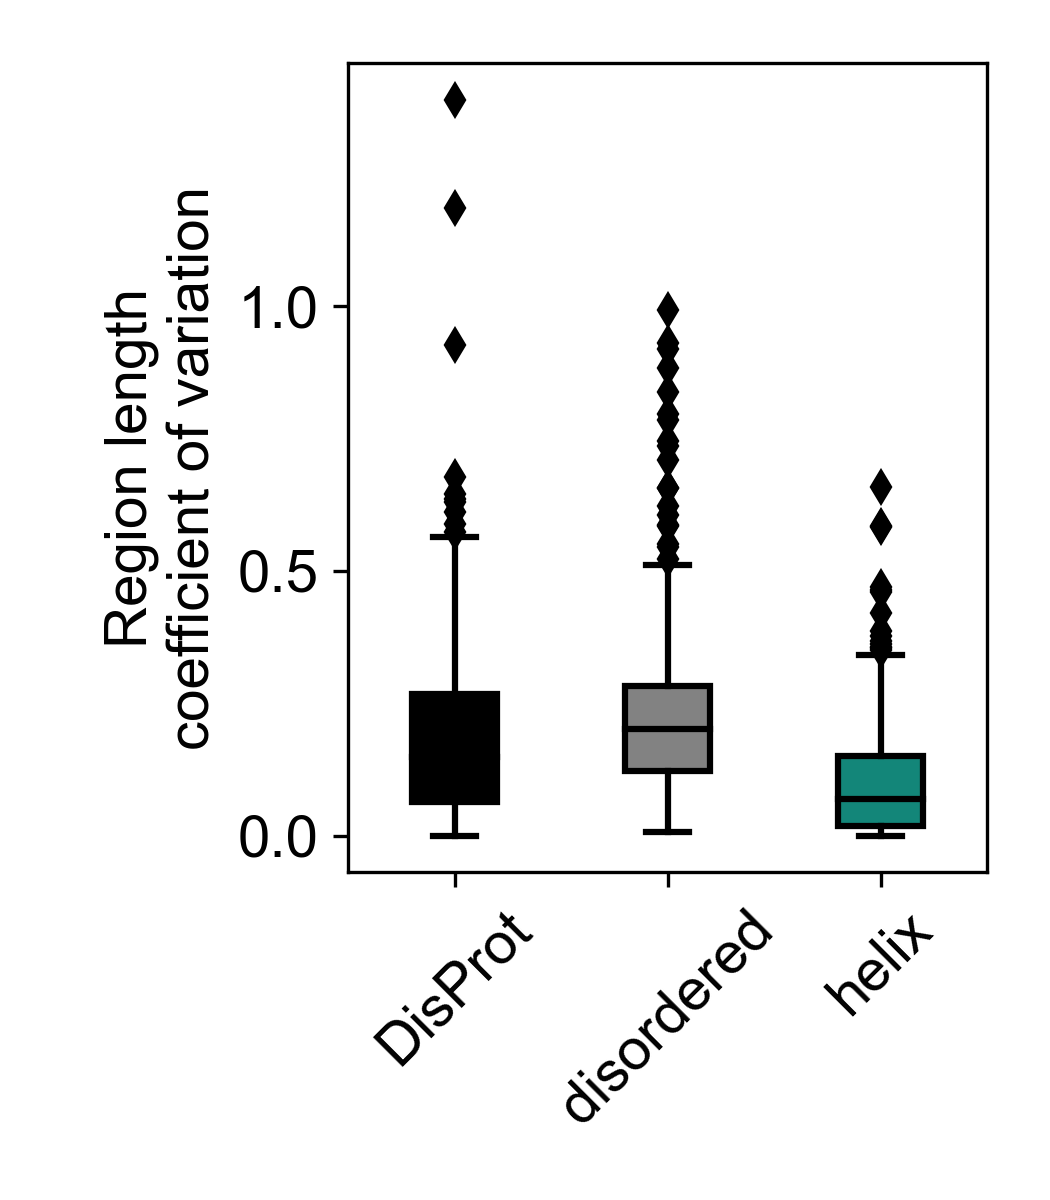 Region length
coefficient of variation
1.0
0.5
0.0
DisProt
disordered
helix